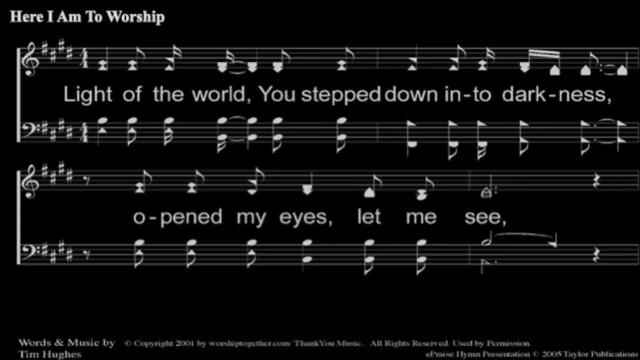 Here I Am To Worship
Light of the world, You stepped down in-to dark-ness,
o-pened my eyes, let me see,
Words & Music by © Copyright 2001 by worshiptogether.com/ThankYou Music. All Rights Reserved. Used by Permission.
Tim Hughes ePraise Hymn Presentation © 2005 Taylor Publications